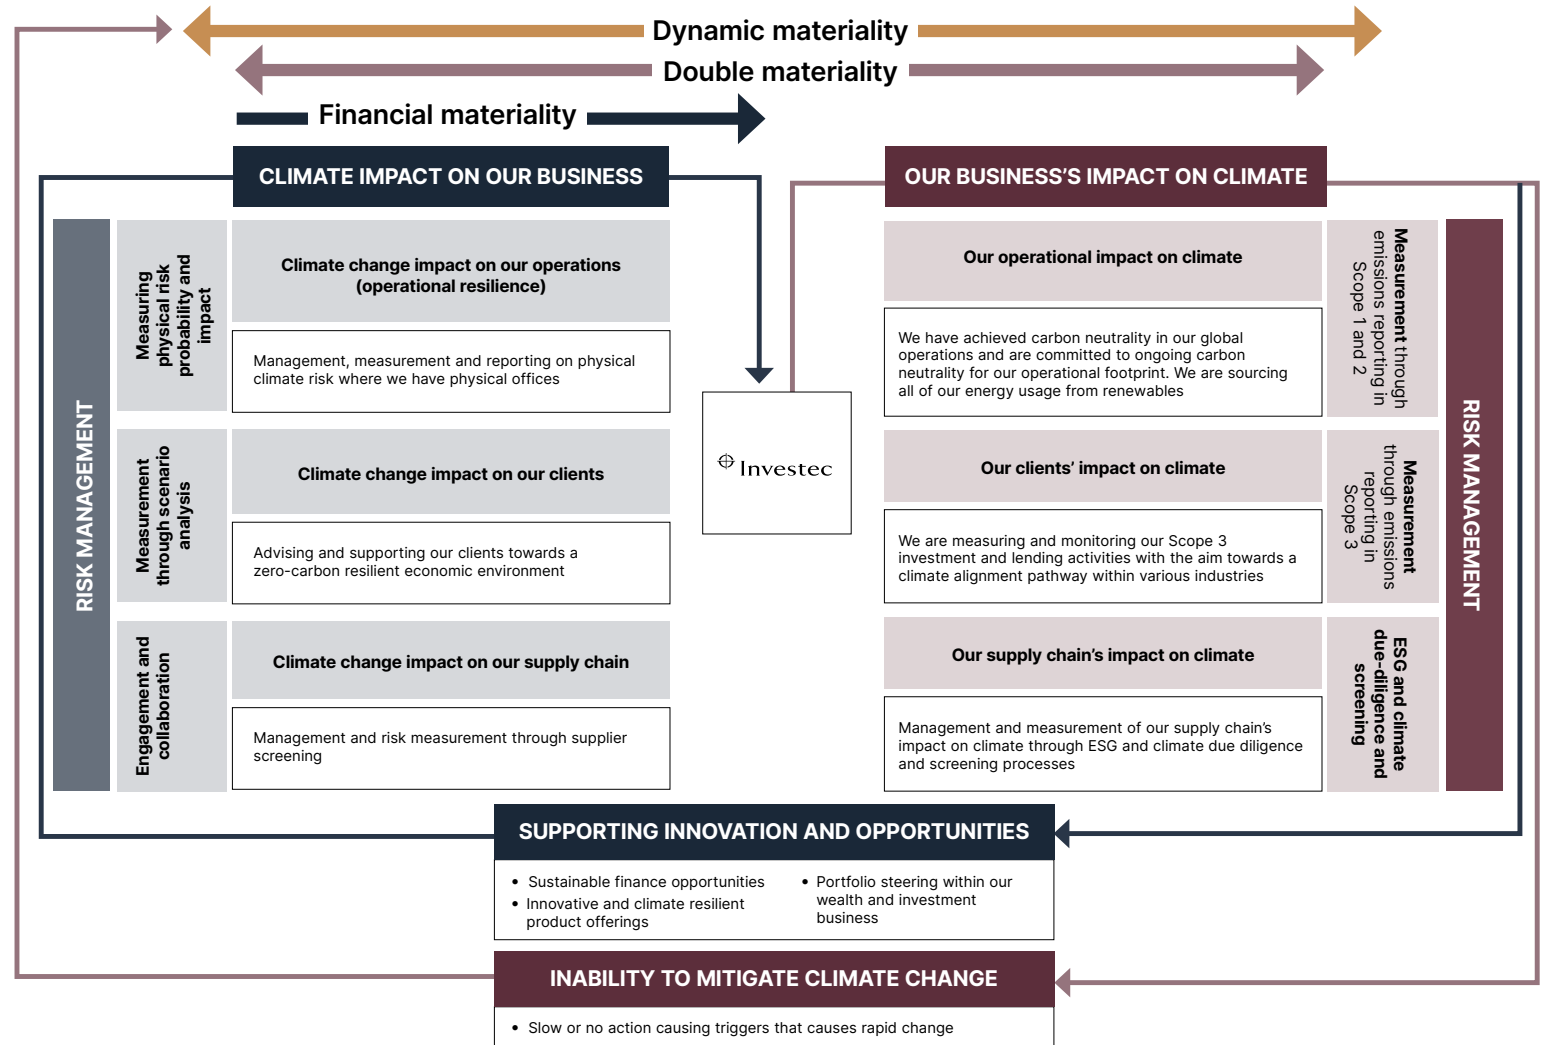 Dynamic materiality
Double materiality
Financial materiality
CLIMATE IMPACT ON OUR BUSINESS
RISK MANAGEMENT
Measuring
physical risk
probability and
impact
Climate change impact on our operations
(operational resilience)
Management, measurement and reporting on physical
climate risk where we have physical offices
Measurement
through scenario
analysis
Climate change impact on our clients
Advising and supporting our clients towards a
zero-carbon resilient economic environment
Engagement and
collaboration
Climate change impact on our supply chain
Management and risk measurement through supplier
screening
Investec
OUR BUSINESS’S IMPACT ON CLIMATE
Our operational impact on climate
We have achieved carbon neutrality in our global
operations and are committed to ongoing carbon
neutrality for our operational footprint. We are sourcing
all of our energy usage from renewables
Measurement through
emissions reporting in
Scope 1 and 2
Our clients’ impact on climate
We are measuring and monitoring our Scope 3
investment and lending activities with the aim towards a
climate alignment pathway within various industries
Measurement
through emissions
reporting in
Scope 3
Our supply chain’s impact on climate
Management and measurement of our supply chain’s
impact on climate through ESG and climate due diligence
and screening processes
ESG and climate
due-diligence and
screening
RISK MANAGEMENT
SUPPORTING INNOVATION AND OPPORTUNITIES
• Sustainable finance opportunities
• Innovative and climate resilient
product offerings
• Portfolio steering within our
wealth and investment
business
INABILITY TO MITIGATE CLIMATE CHANGE
• Slow or no action causing triggers that causes rapid change